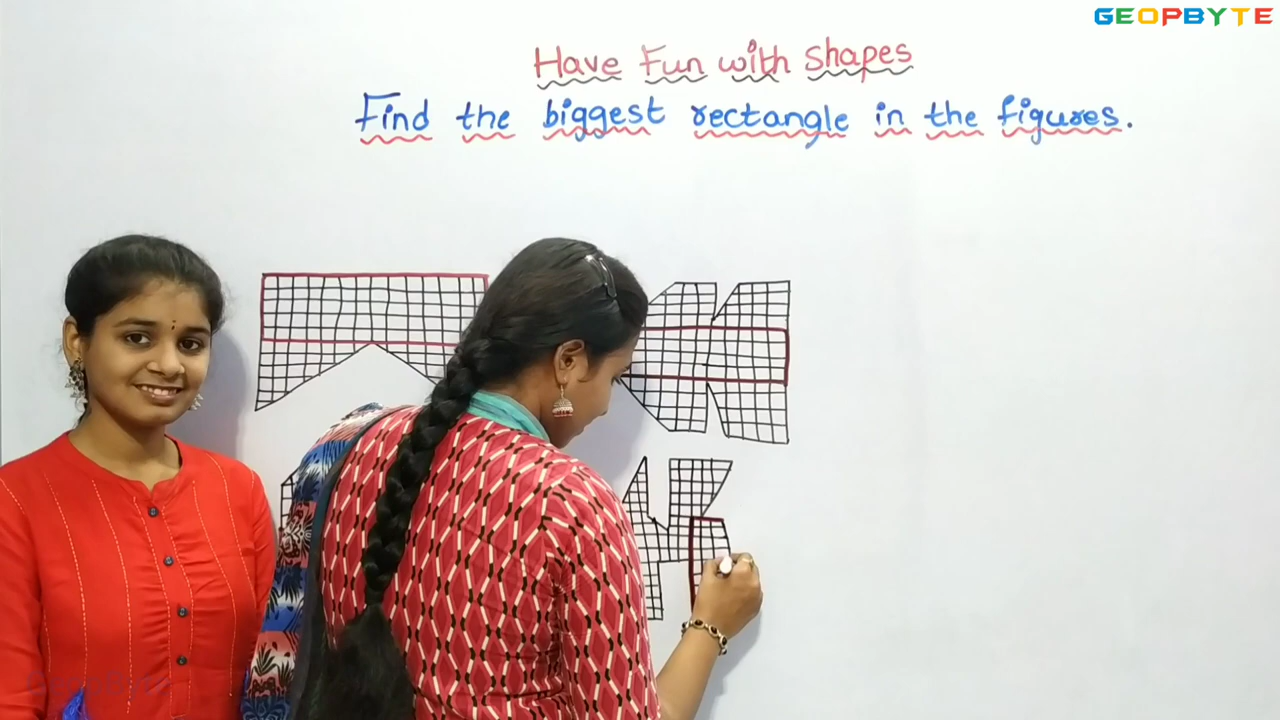 GEOPBYTE
Have Fun with Shapes
Find the biggest rectangle in the figures.